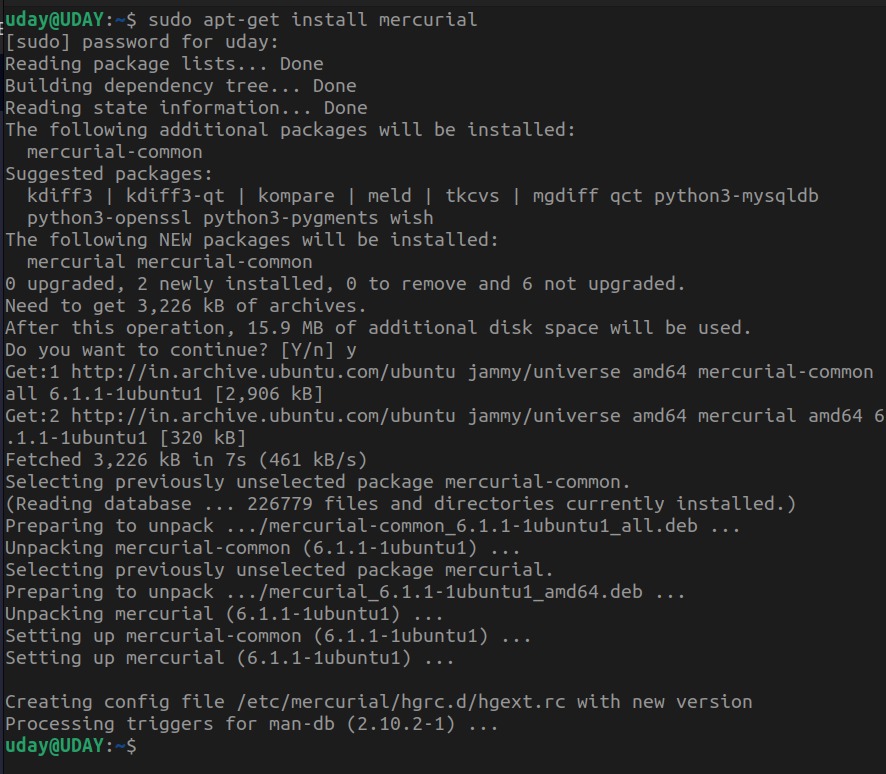 uday@UDAY:~$ sudo apt-get install mercurial
[sudo] password for uday:
Reading package lists... Done
Building dependency tree... Done
Reading state information... Done
The following additional packages will be installed:
  mercurial-common
Suggested packages:
  kdiff3 | kdiff3-qt | kompare | meld | tkcvs | mgdiff qct python3-mysqldb
  python3-openssl python3-pygments wish
The following NEW packages will be installed:
  mercurial mercurial-common
0 upgraded, 2 newly installed, 0 to remove and 6 not upgraded.
Need to get 3,226 kB of archives.
After this operation, 15.9 MB of additional disk space will be used.
Do you want to continue? [Y/n] y
Get:1 http://in.archive.ubuntu.com/ubuntu jammy/universe amd64 mercurial-common
all 6.1.1-1ubuntu1 [2,906 kB]
Get:2 http://in.archive.ubuntu.com/ubuntu jammy/universe amd64 mercurial amd64 6
.1.1-1ubuntu1 [320 kB]
Fetched 3,226 kB in 7s (461 kB/s)
Selecting previously unselected package mercurial-common.
(Reading database ... 226779 files and directories currently installed.)
Preparing to unpack .../mercurial-common_6.1.1-1ubuntu1_all.deb ...
Unpacking mercurial-common (6.1.1-1ubuntu1) ...
Selecting previously unselected package mercurial.
Preparing to unpack .../mercurial_6.1.1-1ubuntu1_amd64.deb ...
Unpacking mercurial (6.1.1-1ubuntu1) ...
Setting up mercurial-common (6.1.1-1ubuntu1) ...
Setting up mercurial (6.1.1-1ubuntu1) ...

Creating config file /etc/mercurial/hgrc.d/hgext.rc with new version
Processing triggers for man-db (2.10.2-1) ...
uday@UDAY:~$